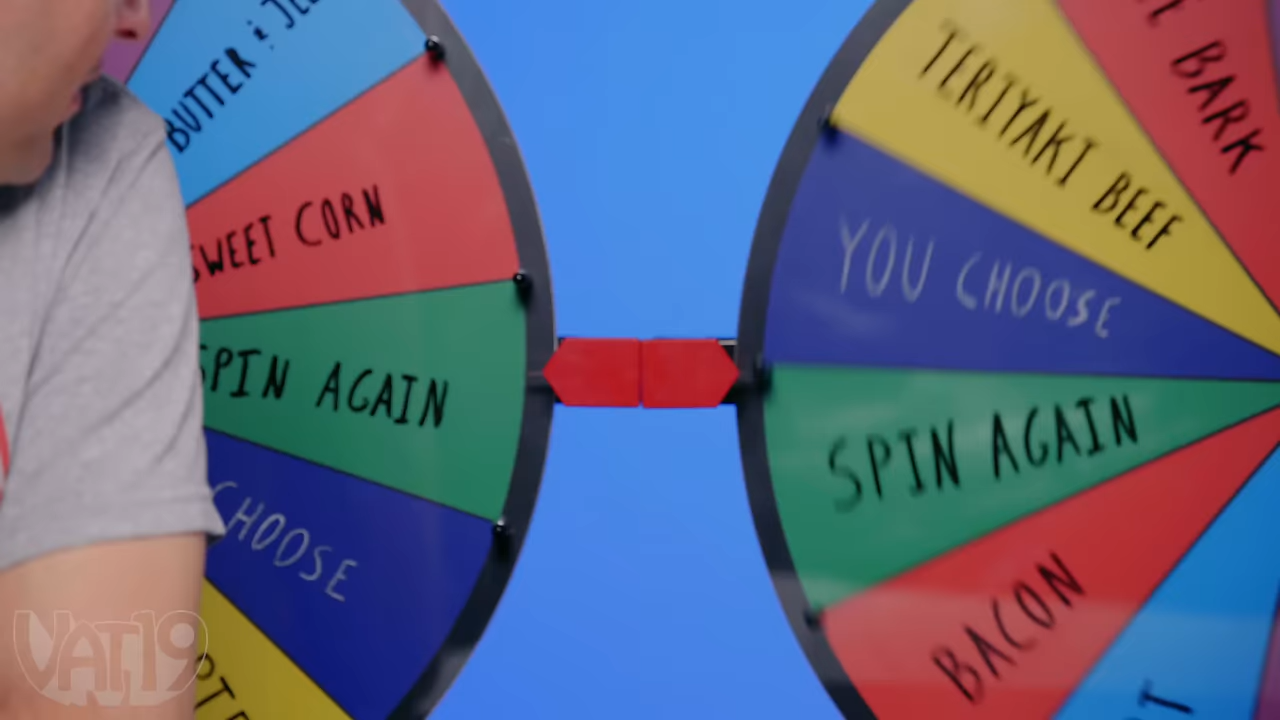 BUTTER &
SWEET CORN
SPIN AGAIN
CHOOSE
BARK
TERIYAKI BEEF
YOU CHOOSE
SPIN AGAIN
BACON
VAT19